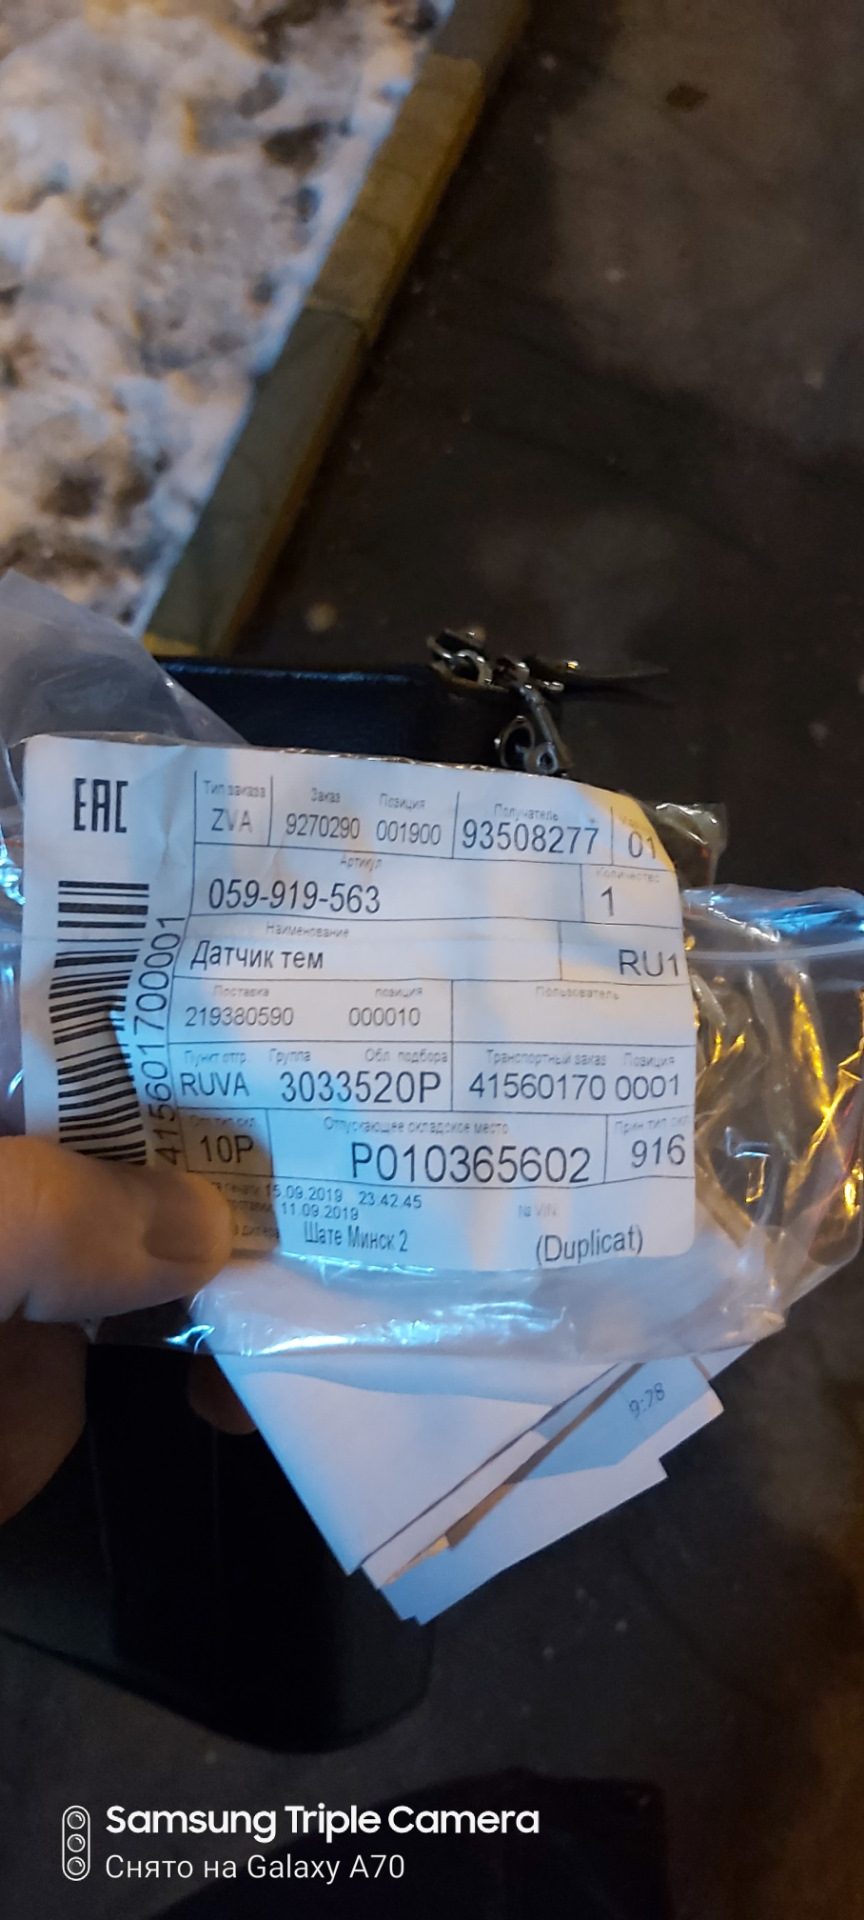 EAC
Тип заказа Заказ Позиция Получатель
ZVA 9270290 001900 93508277 01
Артикул Количество
059-919-563 1
Наименование
Датчик тем RU1
Поставка позиция Пользователь
219380590 000010
Пункт отгр Группа Обл подбора Транспортный заказ Позиция
RUVA 3033520P 41560170 0001
Отпускающее складское место
10P P010365602 916
15.09.2019 23.42.45
11.09.2019 № VIN
Шате Минск 2 (Duplicat)
415601700001
9:78
Samsung Triple Camera
Снято на Galaxy A70